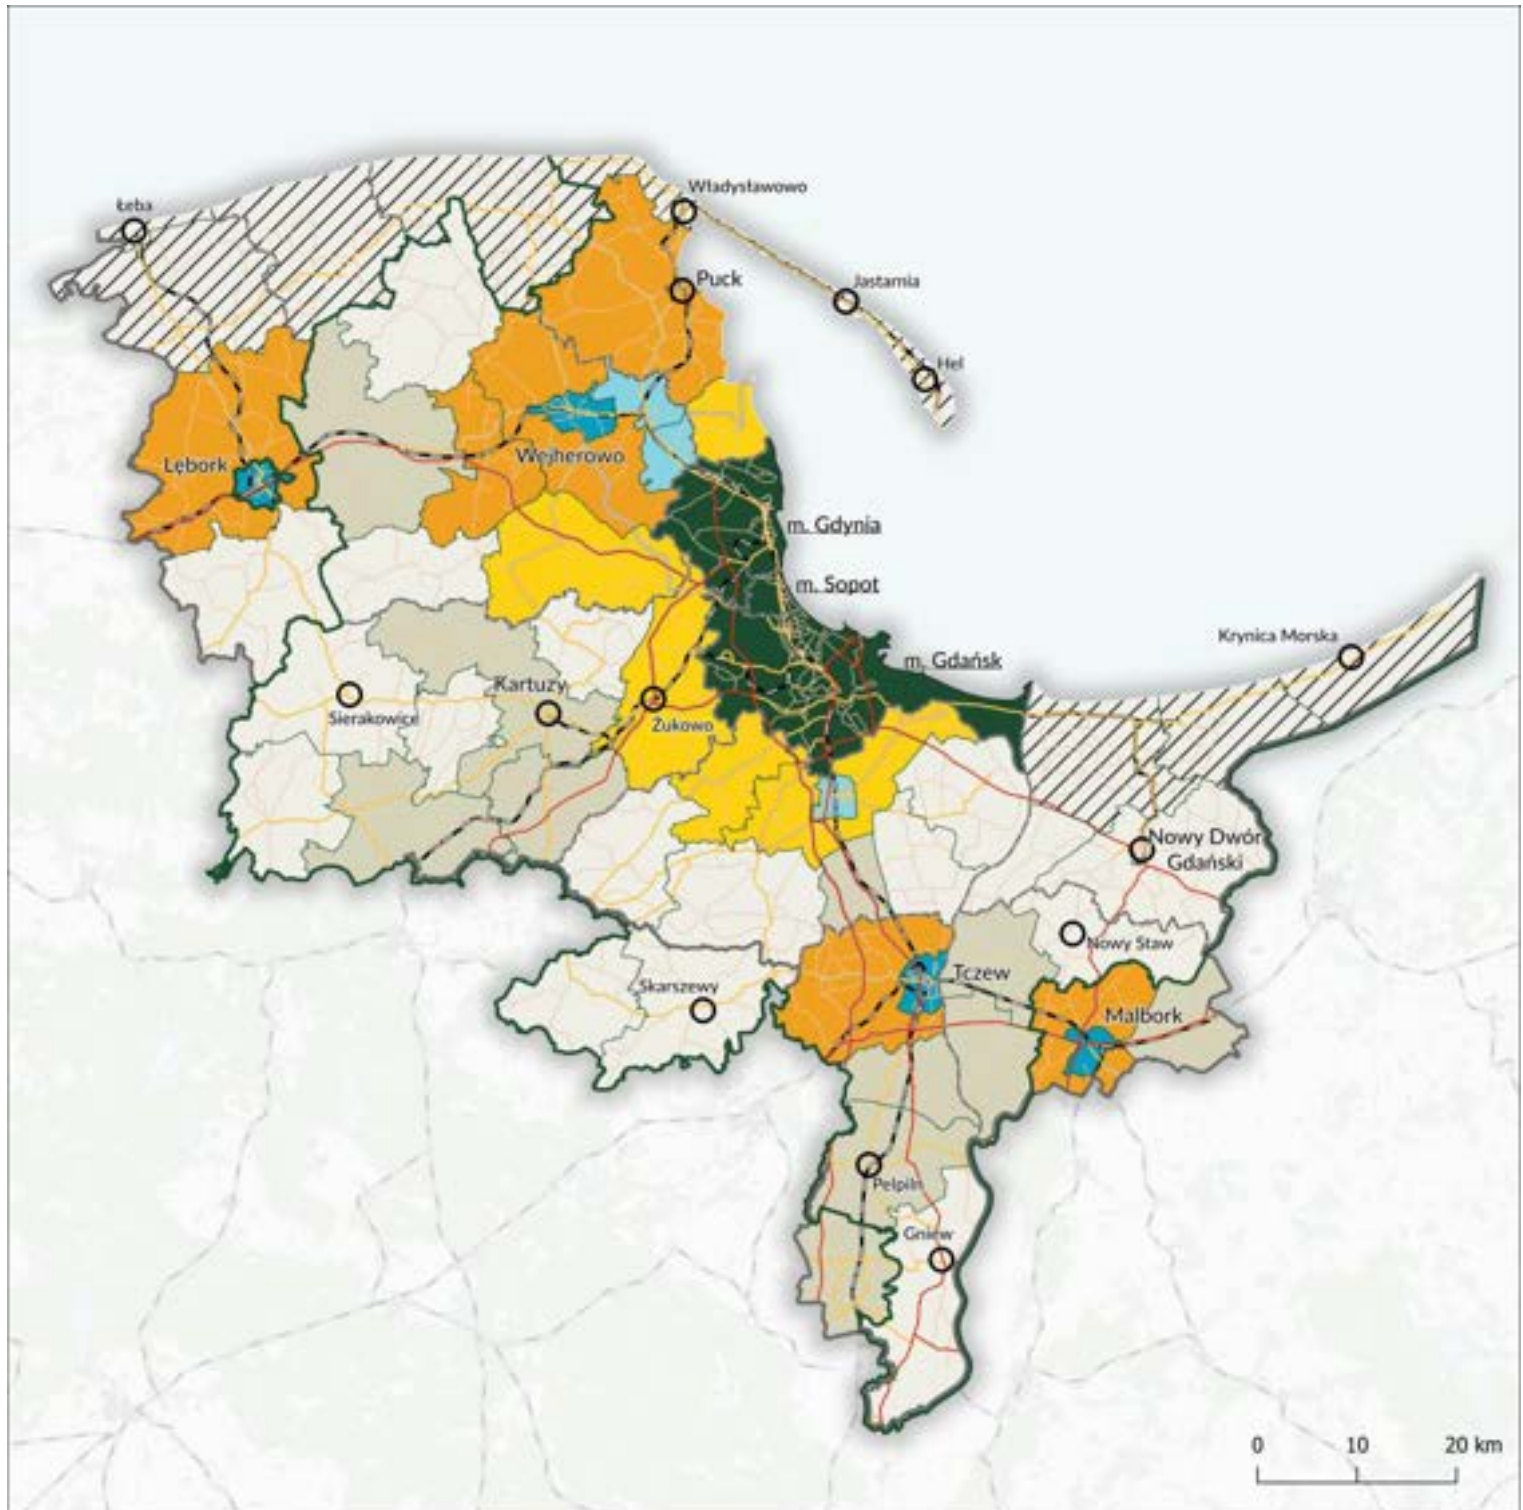 Władysławowo
Łeba
Puck
Jastarnia
Hel
Wejherowo
Lębork
m. Gdynia
m. Sopot
Krynica Morska
m. Gdańsk
Kartuzy
Sierakowice
Żukowo
Nowy Dwór
Gdański
Nowy Staw
Tczew
Skarszewy
Malbork
Pelplin
Gniew
0 10 20 km